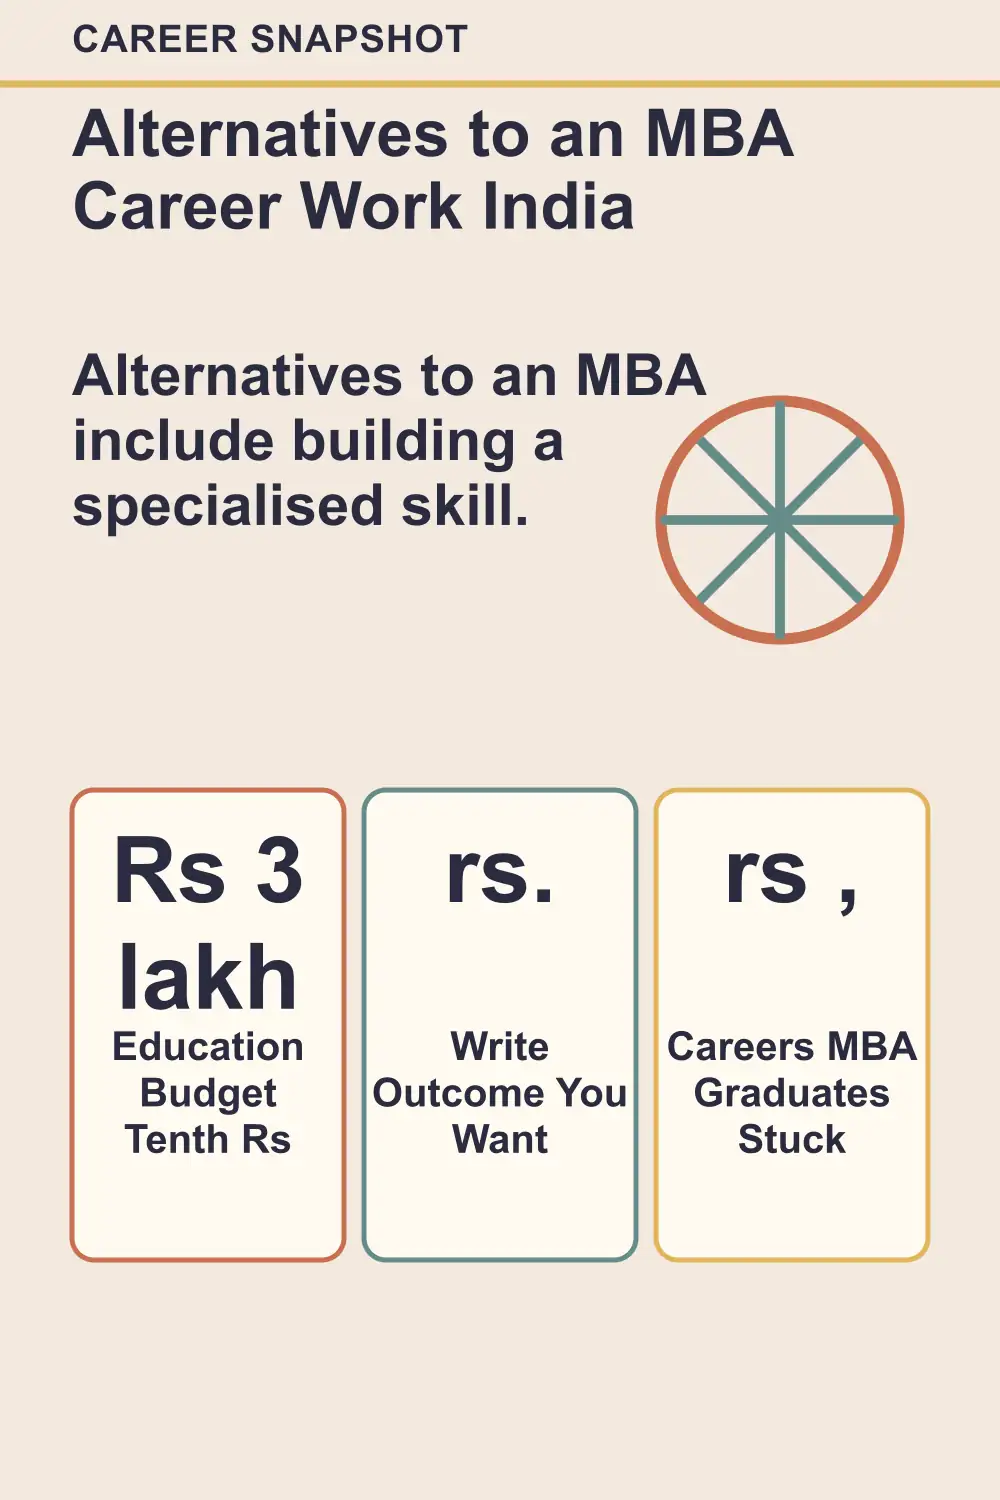 CAREER SNAPSHOT
Alternatives to an MBA
Career Work India
Alternatives to an MBA
include building a
specialised skill.
Rs 3
lakh
Education
Budget
Tenth Rs
rs.
Write
Outcome You
Want
rs ,
Careers MBA
Graduates
Stuck